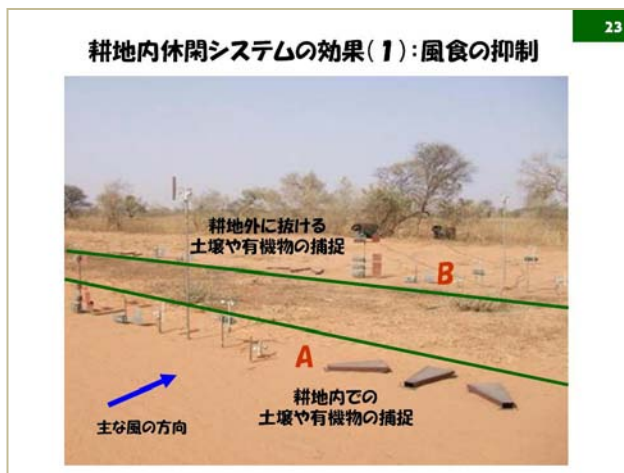 23
耕地内休閑システムの効果(1):風食の抑制
耕地外に抜ける
土壌や有機物の捕捉
B
A
主な風の方向
耕地内での
土壌や有機物の捕捉